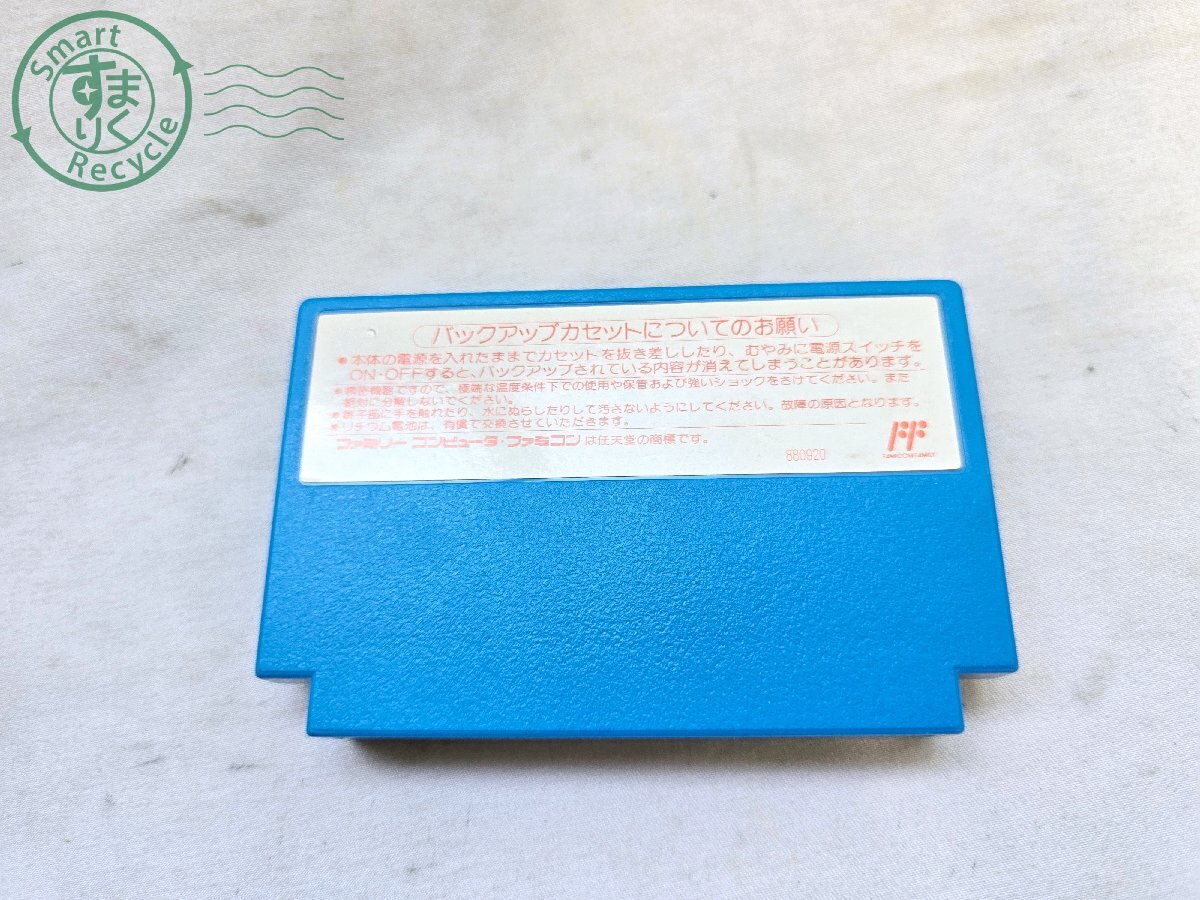 Smart
すまりく
Recycle
バックアップカセットについてのお願い
●本体の電源を入れたままでカセットを抜き差ししたり、むやみに電源スイッチを
ON・OFFすると、バックアップされている内容が消えてしまうことがあります。
●精密機器ですので、極端な温度条件下での使用や保管および強いショックをさけてください。また
絶対に分解しないでください。
●端子部に手を触れたり、水にぬらしたりして汚さないようにしてください。故障の原因となります。
●リチウム電池は、有償で交換させていただきます。
ファミリーコンピュータ・ファミコンは任天堂の商標です。
880920
FAMICOM FAMILY